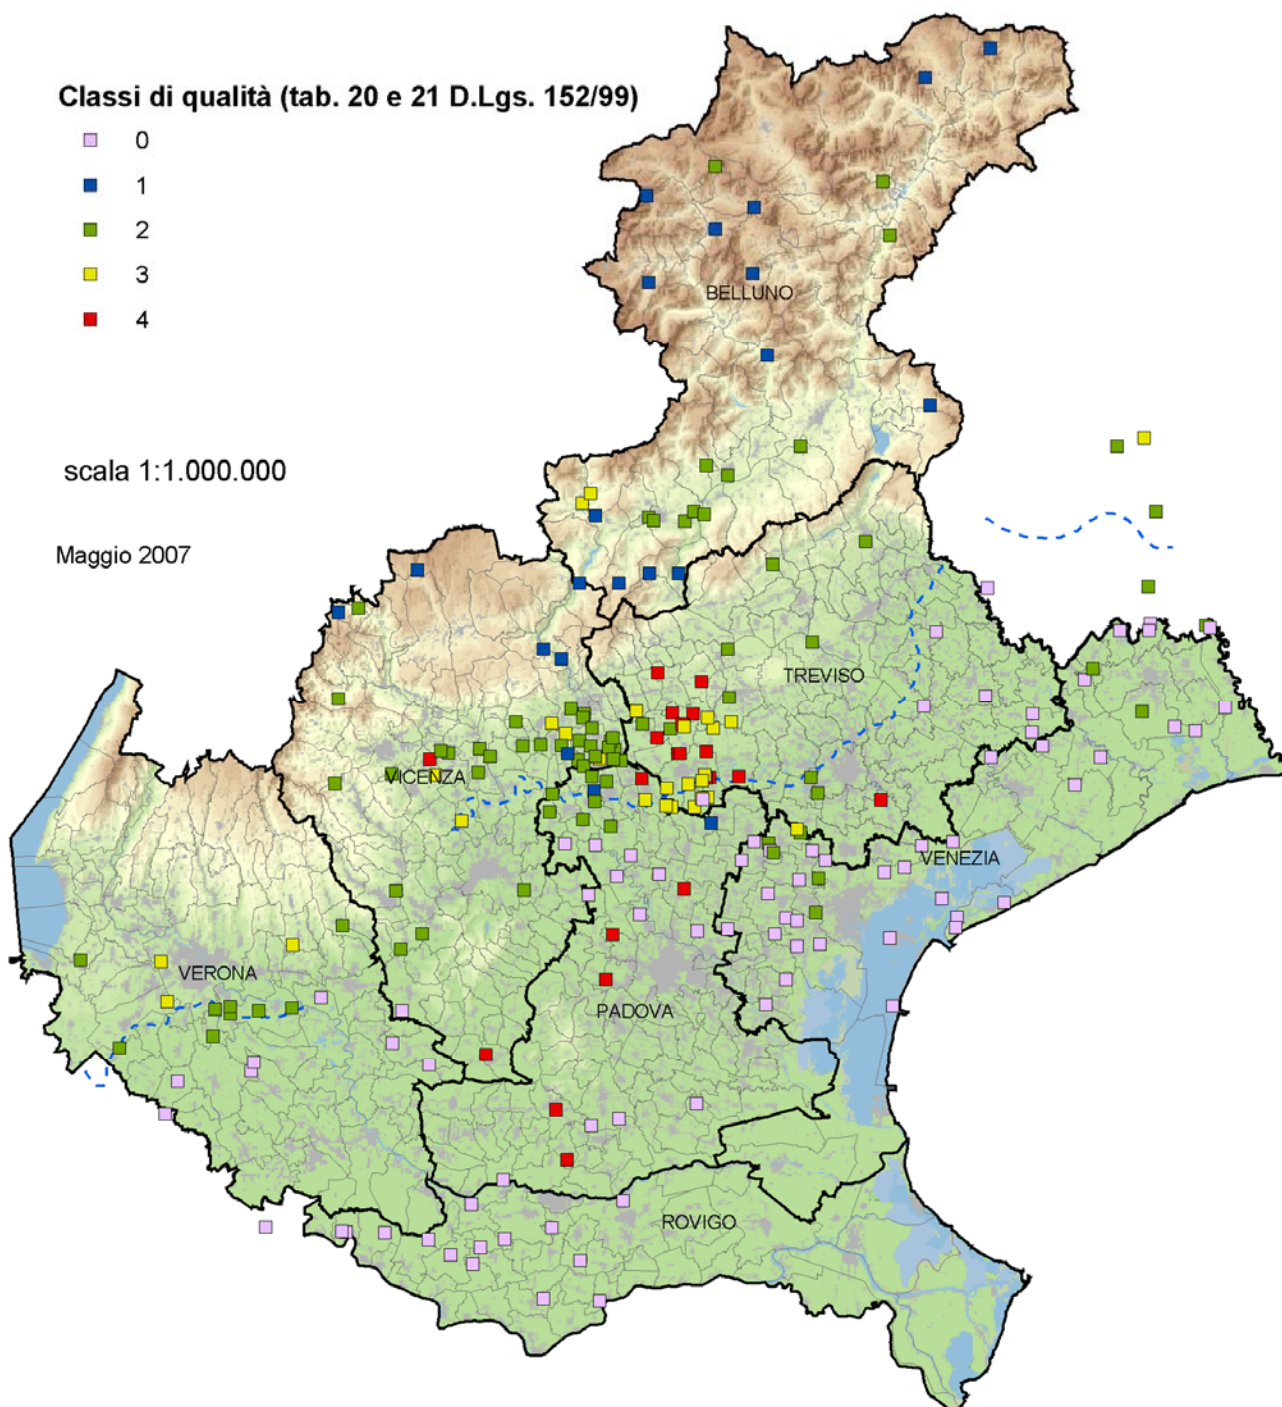 Classi di qualità (tab. 20 e 21 D.Lgs. 152/99)
0
1
2
3
4
scala 1:1.000.000
Maggio 2007
BELLUNO
TREVISO
VICENZA
VENEZIA
VERONA
PADOVA
ROVIGO